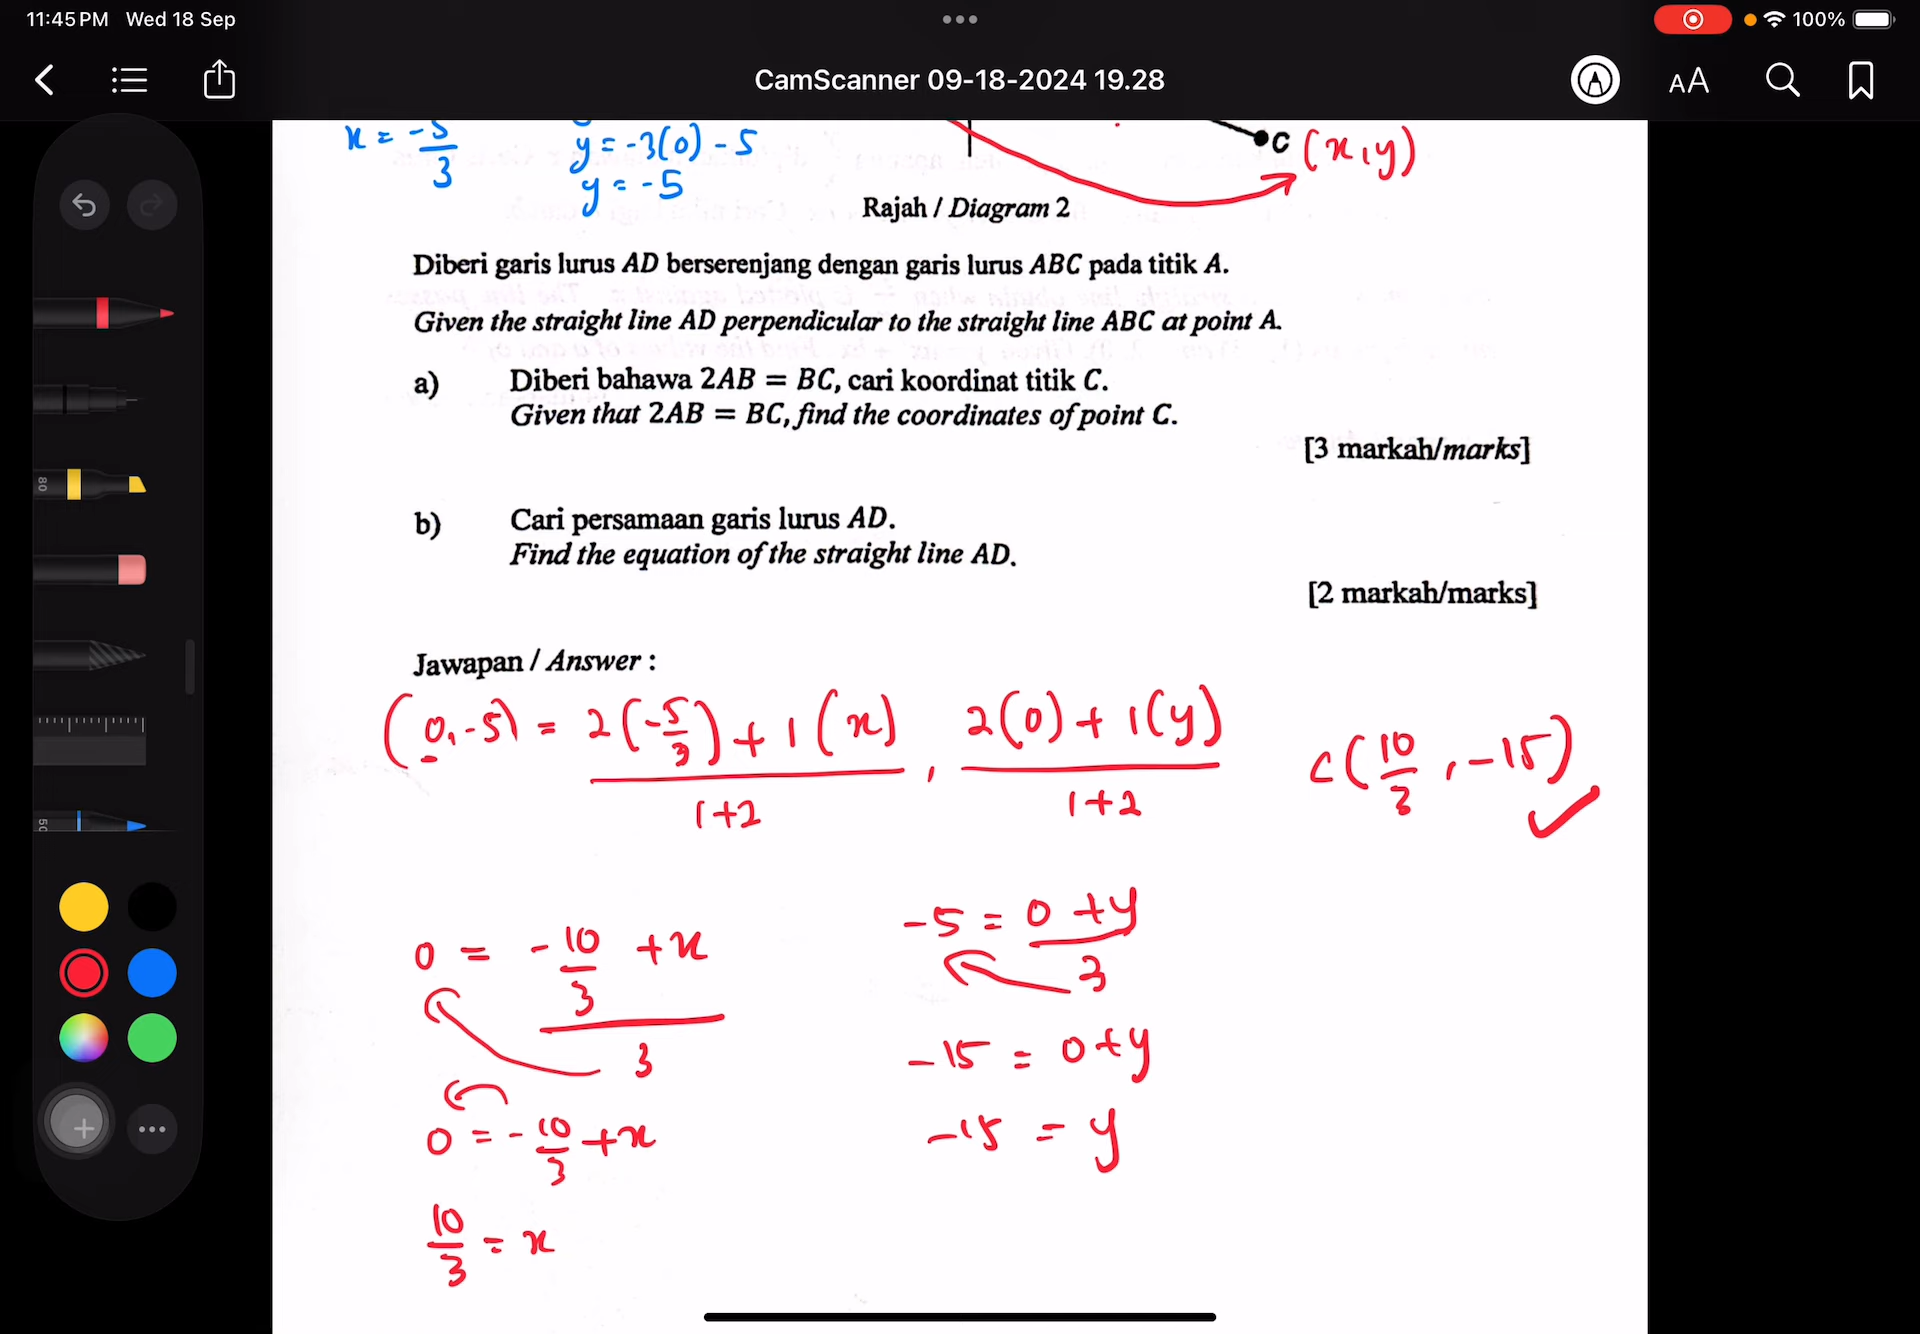 11:45 PM Wed 18 Sep
100%
CamScanner 09-18-2024 19.28
AA
x = -5/3
y = -3(0) - 5
y = -5
C (x, y)
Rajah / Diagram 2
Diberi garis lurus AD berserenjang dengan garis lurus ABC pada titik A.
Given the straight line AD perpendicular to the straight line ABC at point A.
a) Diberi bahawa 2AB = BC, cari koordinat titik C.
Given that 2AB = BC, find the coordinates of point C.
[3 markah/marks]
b) Cari persamaan garis lurus AD.
Find the equation of the straight line AD.
[2 markah/marks]
Jawapan / Answer :
(0, -5) = 2(-5/3) + 1(x) / 1+2 , 2(0) + 1(y) / 1+2
C(10/3, -15)
0 = -10/3 + x / 3
0 = -10/3 + x
10/3 = x
-5 = 0 + y / 3
-15 = 0 + y
-15 = y
80
50